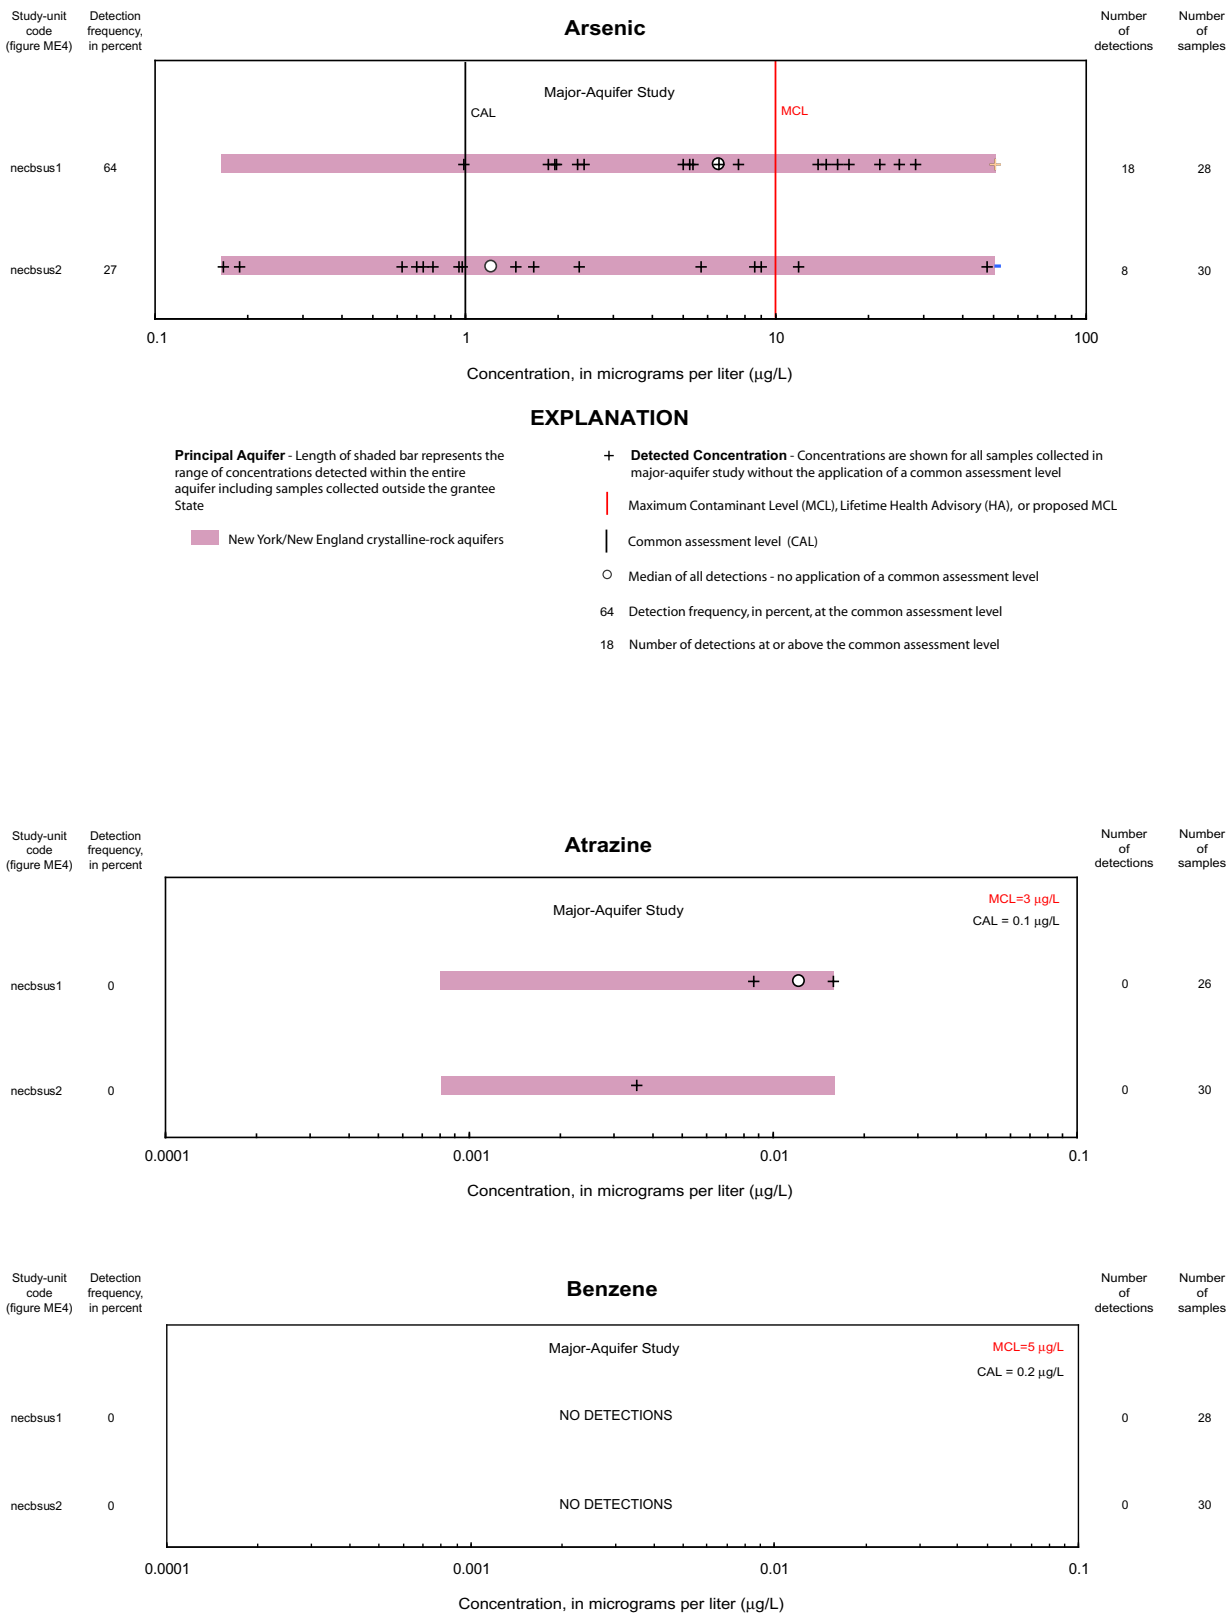 Study-unit
code
(figure ME4)
Detection
frequency,
in percent
Arsenic
Number
of
detections
Number
of
samples
Major-Aquifer Study
CAL
MCL
necbsus1 64 18 28
necbsus2 27 8 30
0.1 1 10 100
Concentration, in micrograms per liter (µg/L)
EXPLANATION
Principal Aquifer - Length of shaded bar represents the
range of concentrations detected within the entire
aquifer including samples collected outside the grantee
State
New York/New England crystalline-rock aquifers
+ Detected Concentration - Concentrations are shown for all samples collected in
major-aquifer study without the application of a common assessment level
Maximum Contaminant Level (MCL), Lifetime Health Advisory (HA), or proposed MCL
Common assessment level (CAL)
Median of all detections - no application of a common assessment level
64 Detection frequency, in percent, at the common assessment level
18 Number of detections at or above the common assessment level
Study-unit
code
(figure ME4)
Detection
frequency,
in percent
Atrazine
Number
of
detections
Number
of
samples
Major-Aquifer Study
MCL=3 µg/L
CAL = 0.1 µg/L
necbsus1 0 0 26
necbsus2 0 0 30
0.0001 0.001 0.01 0.1
Concentration, in micrograms per liter (µg/L)
Study-unit
code
(figure ME4)
Detection
frequency,
in percent
Benzene
Number
of
detections
Number
of
samples
Major-Aquifer Study
MCL=5 µg/L
CAL = 0.2 µg/L
necbsus1 0 NO DETECTIONS 0 28
necbsus2 0 NO DETECTIONS 0 30
0.0001 0.001 0.01 0.1
Concentration, in micrograms per liter (µg/L)